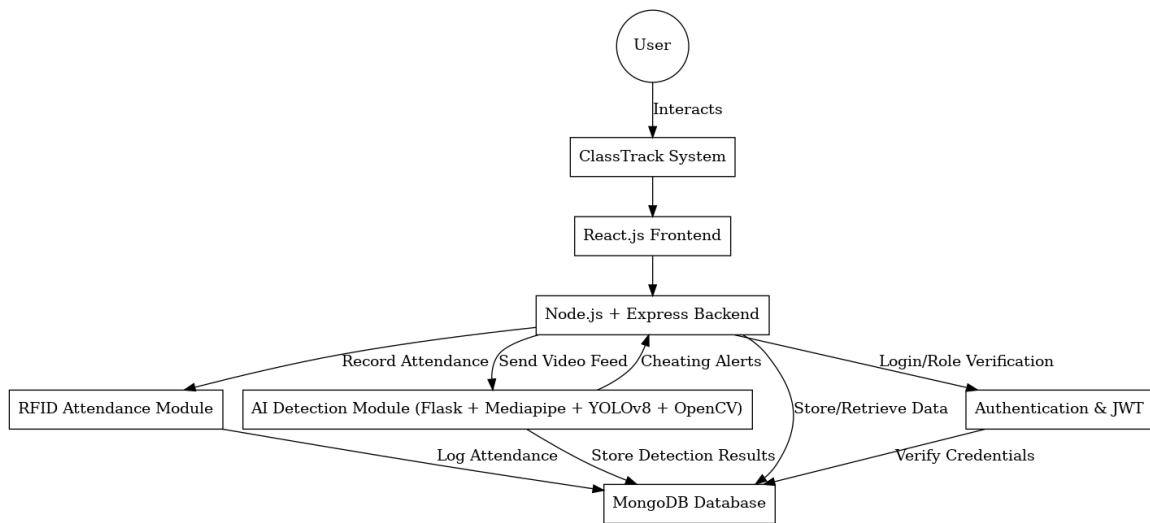 User
Interacts
ClassTrack System
React.js Frontend
Node.js + Express Backend
Record Attendance
Send Video Feed
Cheating Alerts
Login/Role Verification
RFID Attendance Module
AI Detection Module (Flask + Mediapipe + YOLOv8 + OpenCV)
Store/Retrieve Data
Authentication & JWT
Log Attendance
Store Detection Results
Verify Credentials
MongoDB Database